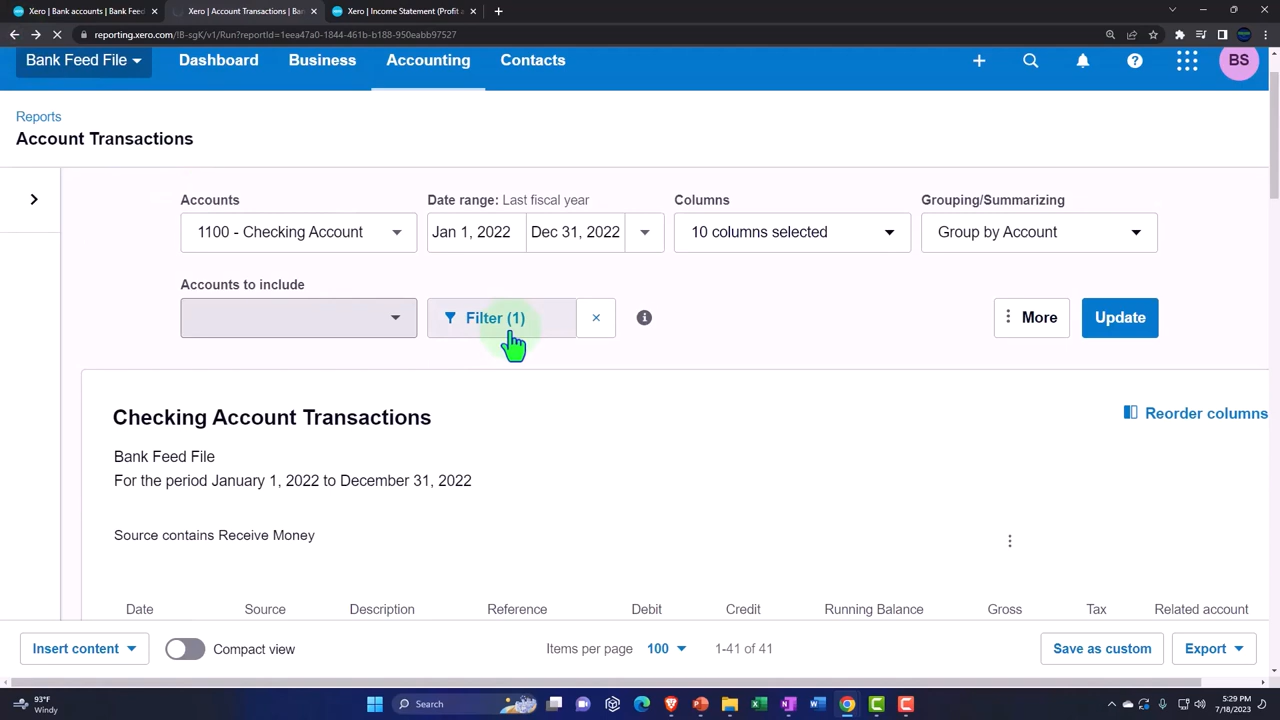 Xero | Bank accounts | Bank Feed
Xero | Account Transactions | Ban
Xero | Income Statement (Profit a
reporting.xero.com/!B-sgK/v1/Run?reportId=1eea47a0-1844-461b-b188-950eabb97527
Bank Feed File
Dashboard
Business
Accounting
Contacts
BS
Reports
Account Transactions
Accounts
Date range: Last fiscal year
Columns
Grouping/Summarizing
1100 - Checking Account
Jan 1, 2022
Dec 31, 2022
10 columns selected
Group by Account
Accounts to include
Filter (1)
More
Update
Checking Account Transactions
Reorder columns
Bank Feed File
For the period January 1, 2022 to December 31, 2022
Source contains Receive Money
Date Source Description Reference Debit Credit Running Balance Gross Tax Related account
Insert content
Compact view
Items per page 100
1-41 of 41
Save as custom
Export
93°F
Windy
Search
5:29 PM
7/18/2023